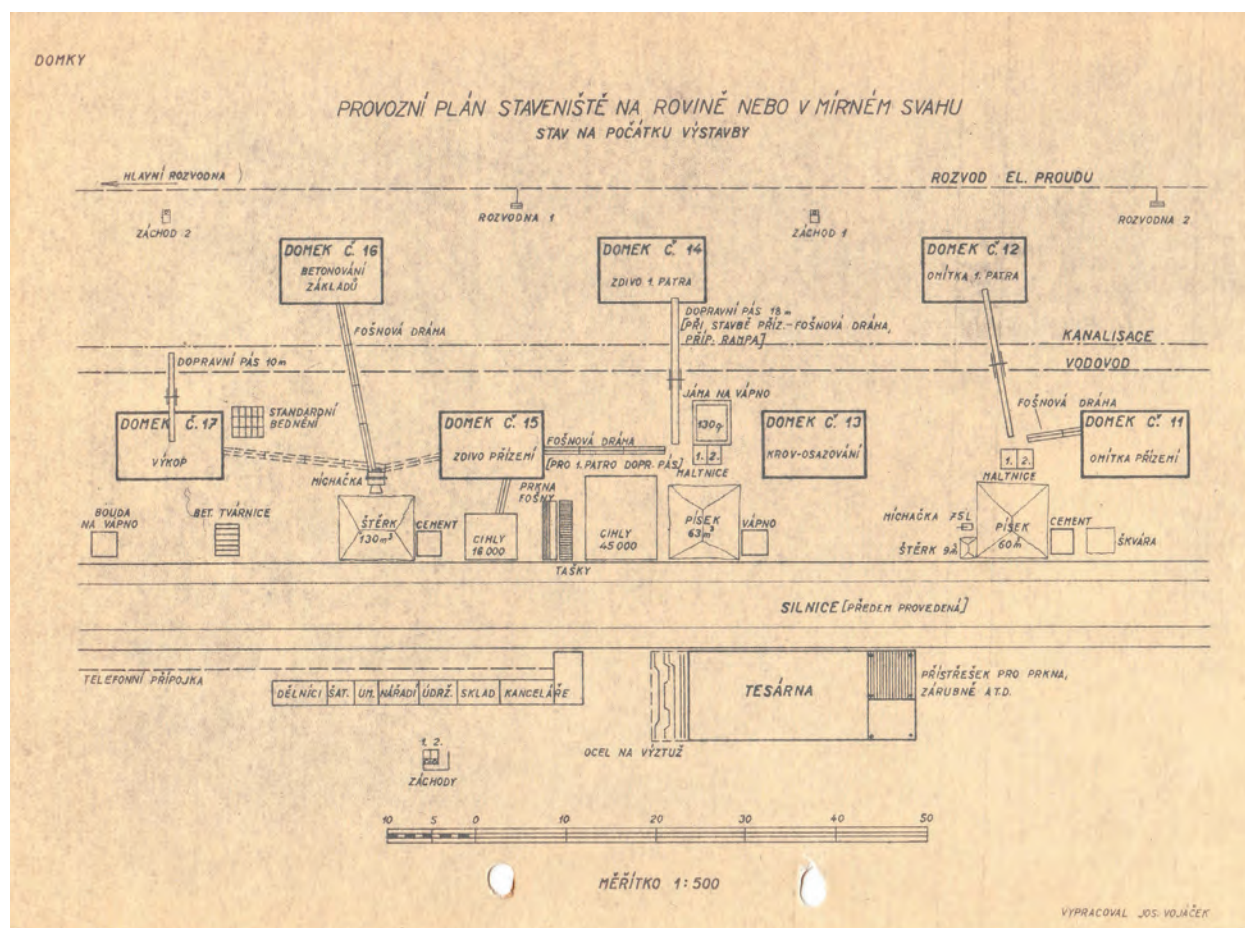 DOMKY
PROVOZNÍ PLÁN STAVENIŠTĚ NA ROVINĚ NEBO V MÍRNÉM SVAHU
STAV NA POČÁTKU VÝSTAVBY
HLAVNÍ ROZVODNA
ROZVOD EL. PROUDU
ZÁCHOD 2
ROZVODNA 1
ZÁCHOD 1
ROZVODNA 2
DOMEK Č. 16
BETONOVÁNÍ
ZÁKLADŮ
DOMEK Č. 14
ZDIVO 1. PATRA
DOMEK Č. 12
OMÍTKA 1. PATRA
FOŠNOVÁ DRÁHA
DOPRAVNÍ PÁS 18 m
[PŘI STAVBĚ PŘÍZ.-FOŠNOVÁ DRÁHA,
PŘÍP. RAMPA]
KANALISACE
DOPRAVNÍ PÁS 10m
VODOVOD
DOMEK Č. 17
VÝKOP
STANDARDNÍ
BEDNĚNÍ
DOMEK Č. 15
ZDIVO PŘÍZEMÍ
FOŠNOVÁ DRÁHA
[PRO 1. PATRO DOPR. PÁS]
JÁMA NA VÁPNO
130q.
1. 2.
MALTNICE
DOMEK Č. 13
KROV-OSAZOVÁNÍ
FOŠNOVÁ DRÁHA
DOMEK Č. 11
OMÍTKA PŘÍZEMÍ
1. 2.
MALTNICE
MÍCHAČKA
BOUDA
NA VÁPNO
BET. TVÁRNICE
ŠTĚRK
130m³
CEMENT
CIHLY
16 000
PRKNA
FOŠNY
TAŠKY
CIHLY
45 000
PÍSEK
63 m³
VÁPNO
MÍCHAČKA 75 L
ŠTĚRK 9m³
PÍSEK
60m³
CEMENT
ŠKVÁRA
SILNICE [PŘEDEM PROVEDENÁ]
TELEFONNÍ PŘÍPOJKA
DĚLNÍCI ŠAT. UM. NÁŘADÍ ÚDRŽ. SKLAD KANCELÁŘE
OCEL NA VÝZTUŽ
TESÁRNA
PŘÍSTŘEŠEK PRO PRKNA,
ZÁRUBNĚ A T.D.
1. 2.
ZÁCHODY
10 5 0 10 20 30 40 50
MĚŘÍTKO 1:500
VYPRACOVAL JOS. VOJÁČEK